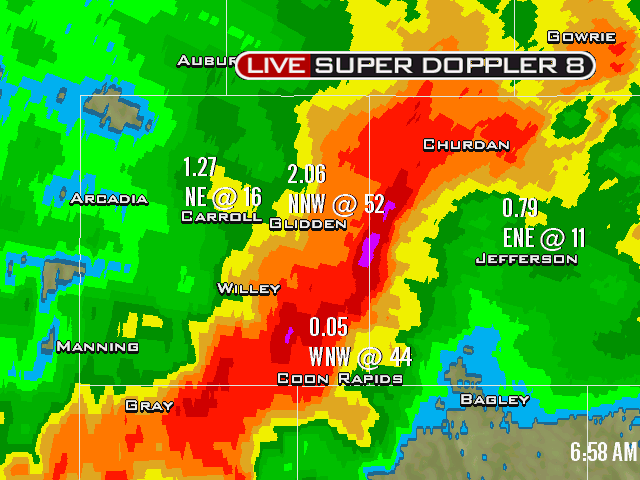 GOWRIE
AUBUR
LIVE SUPER DOPPLER 8
CHURDAN
1.27
NE @ 16
CARROLL
2.06
NNW @ 52
GLIDDEN
ARCADIA
0.79
ENE @ 11
JEFFERSON
WILLEY
0.05
WNW @ 44
COON RAPIDS
MANNING
GRAY
BAGLEY
6:58 AM